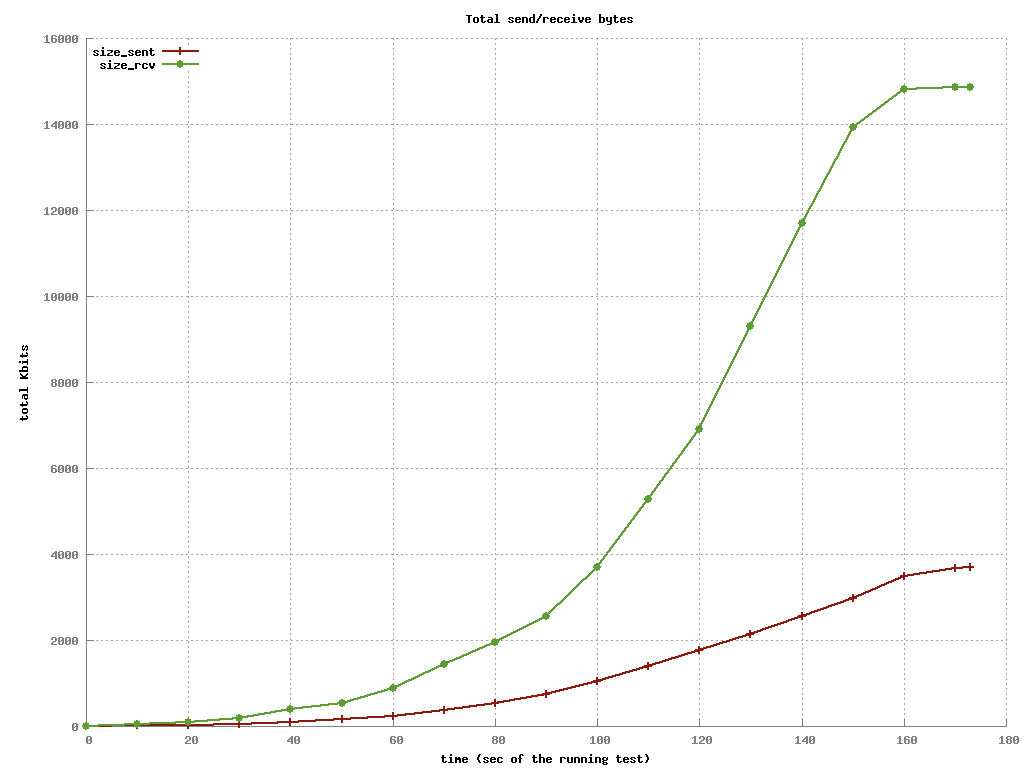 Total send/receive bytes
16000
size_sent
size_rcv
14000
12000
10000
8000
total Kbits
6000
4000
2000
0
0 20 40 60 80 100 120 140 160 180
time (sec of the running test)